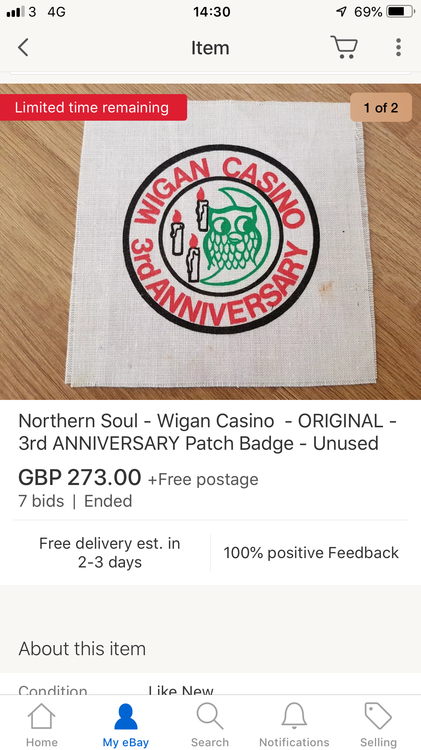 3 4G 14:30 69%
Item
Limited time remaining
1 of 2
WIGAN CASINO
3rd ANNIVERSARY
Northern Soul - Wigan Casino - ORIGINAL -
3rd ANNIVERSARY Patch Badge - Unused
GBP 273.00 +Free postage
7 bids | Ended
Free delivery est. in
2-3 days
100% positive Feedback
About this item
Condition Like New
Home My eBay Search Notifications Selling